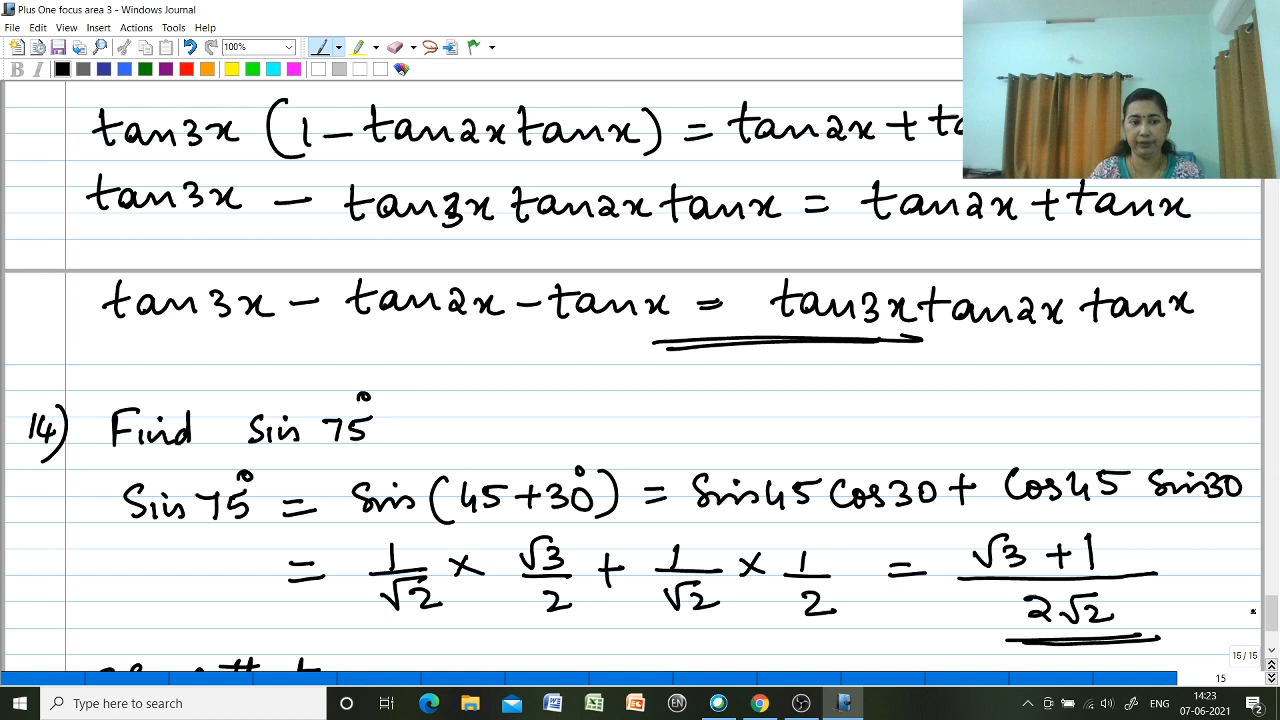 Plus One focus area 3 - Windows Journal
File Edit View Insert Actions Tools Help
100%
B I
tan3x (1 - tan2x tanx) = tan2x +
tan3x - tan3x tan2x tanx = tan2x + tanx
tan3x - tan2x - tanx = tan3x tan2x tanx
14) Find sin 75°
Sin 75° = sin (45+30°) = sin45 cos30 + cos45 sin30
= 1/√2 × √3/2 + 1/√2 × 1/2 = √3 + 1/2√2
15 / 15
15
Type here to search
EN
ENG
14:23
07-06-2021
2